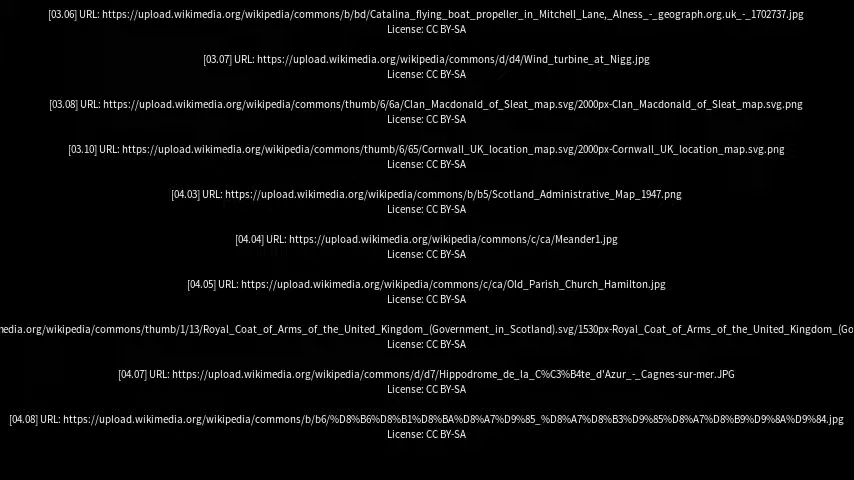 [03.06] URL: https://upload.wikimedia.org/wikipedia/commons/b/bd/Catalina_flying_boat_propeller_in_Mitchell_Lane,_Alness_-_geograph.org.uk_-_1702737.jpg
License: CC BY-SA
[03.07] URL: https://upload.wikimedia.org/wikipedia/commons/d/d4/Wind_turbine_at_Nigg.jpg
License: CC BY-SA
[03.08] URL: https://upload.wikimedia.org/wikipedia/commons/thumb/6/6a/Clan_Macdonald_of_Sleat_map.svg/2000px-Clan_Macdonald_of_Sleat_map.svg.png
License: CC BY-SA
[03.10] URL: https://upload.wikimedia.org/wikipedia/commons/thumb/6/65/Cornwall_UK_location_map.svg/2000px-Cornwall_UK_location_map.svg.png
License: CC BY-SA
[04.03] URL: https://upload.wikimedia.org/wikipedia/commons/b/b5/Scotland_Administrative_Map_1947.png
License: CC BY-SA
[04.04] URL: https://upload.wikimedia.org/wikipedia/commons/c/ca/Meander1.jpg
License: CC BY-SA
[04.05] URL: https://upload.wikimedia.org/wikipedia/commons/c/ca/Old_Parish_Church_Hamilton.jpg
License: CC BY-SA
media.org/wikipedia/commons/thumb/1/13/Royal_Coat_of_Arms_of_the_United_Kingdom_(Government_in_Scotland).svg/1530px-Royal_Coat_of_Arms_of_the_United_Kingdom_(Go
License: CC BY-SA
[04.07] URL: https://upload.wikimedia.org/wikipedia/commons/d/d7/Hippodrome_de_la_C%C3%B4te_d'Azur_-_Cagnes-sur-mer.JPG
License: CC BY-SA
[04.08] URL: https://upload.wikimedia.org/wikipedia/commons/b/b6/%D8%B6%D8%B1%D8%BA%D8%A7%D9%85_%D8%A7%D8%B3%D9%85%D8%A7%D8%B9%D9%8A%D9%84.jpg
License: CC BY-SA